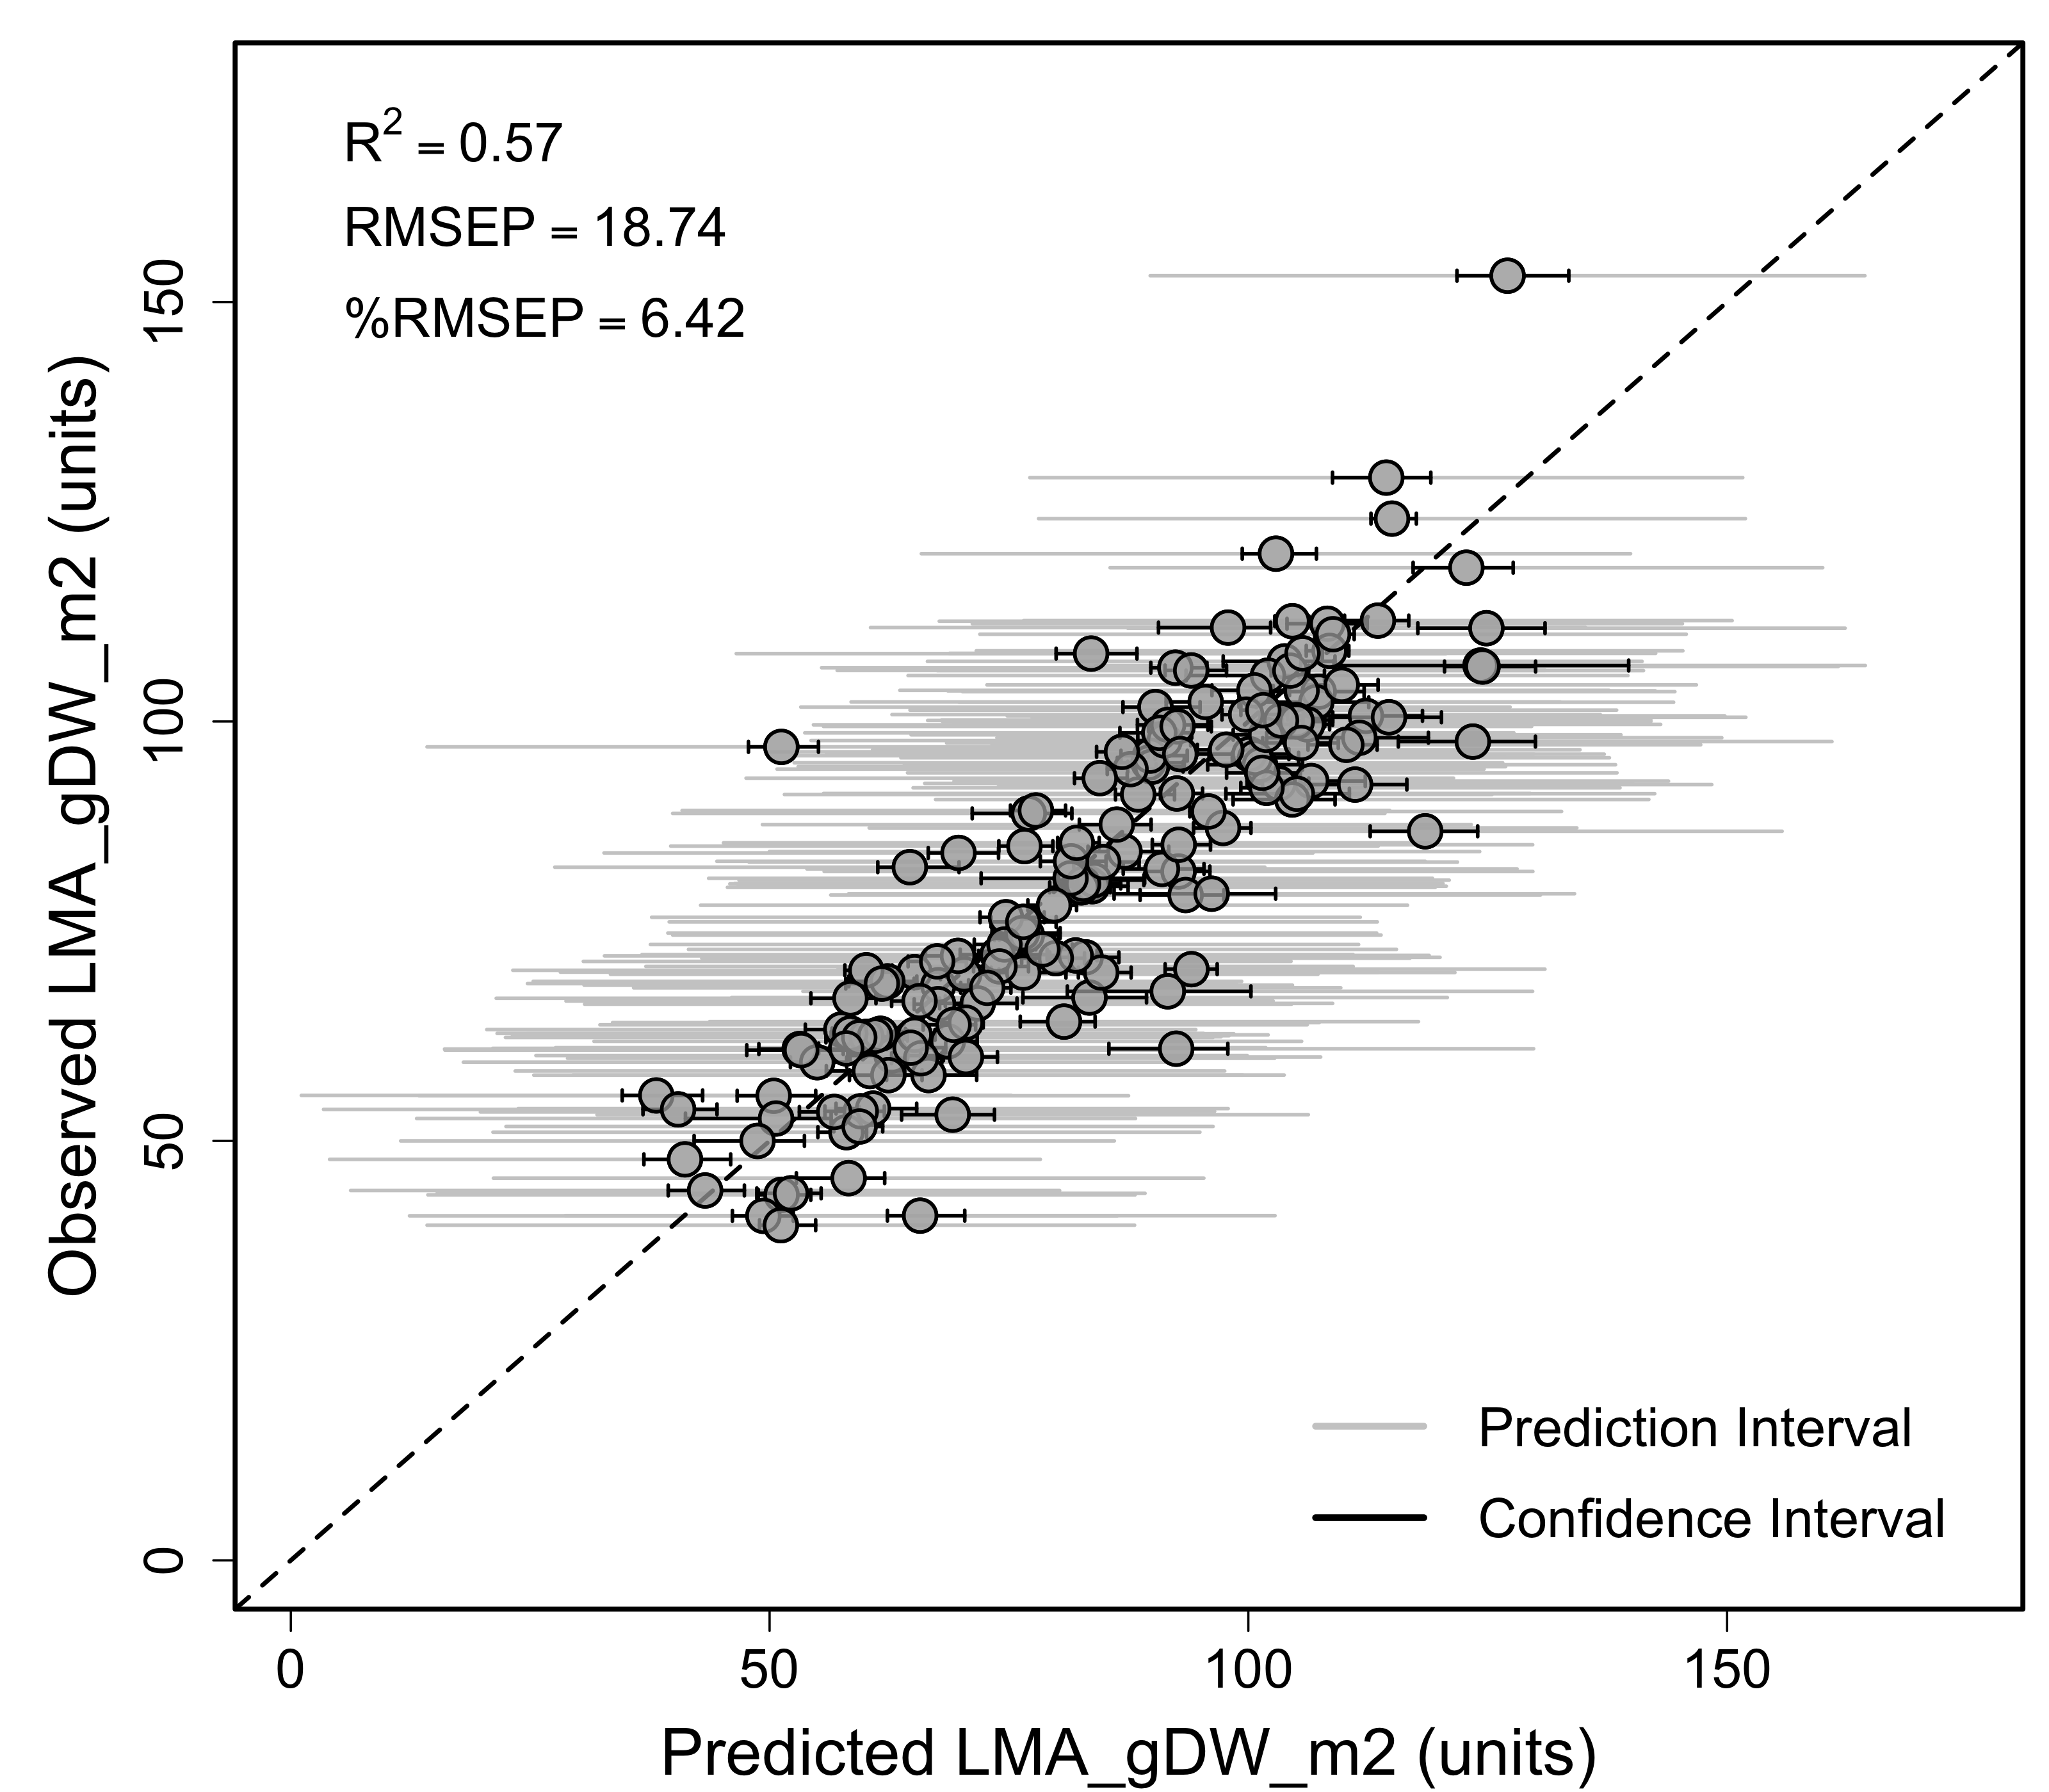 R2 = 0.57
RMSEP = 18.74
%RMSEP = 6.42
Observed LMA_gDW_m2 (units)
150
100
50
0
Prediction Interval
Confidence Interval
0 50 100 150
Predicted LMA_gDW_m2 (units)